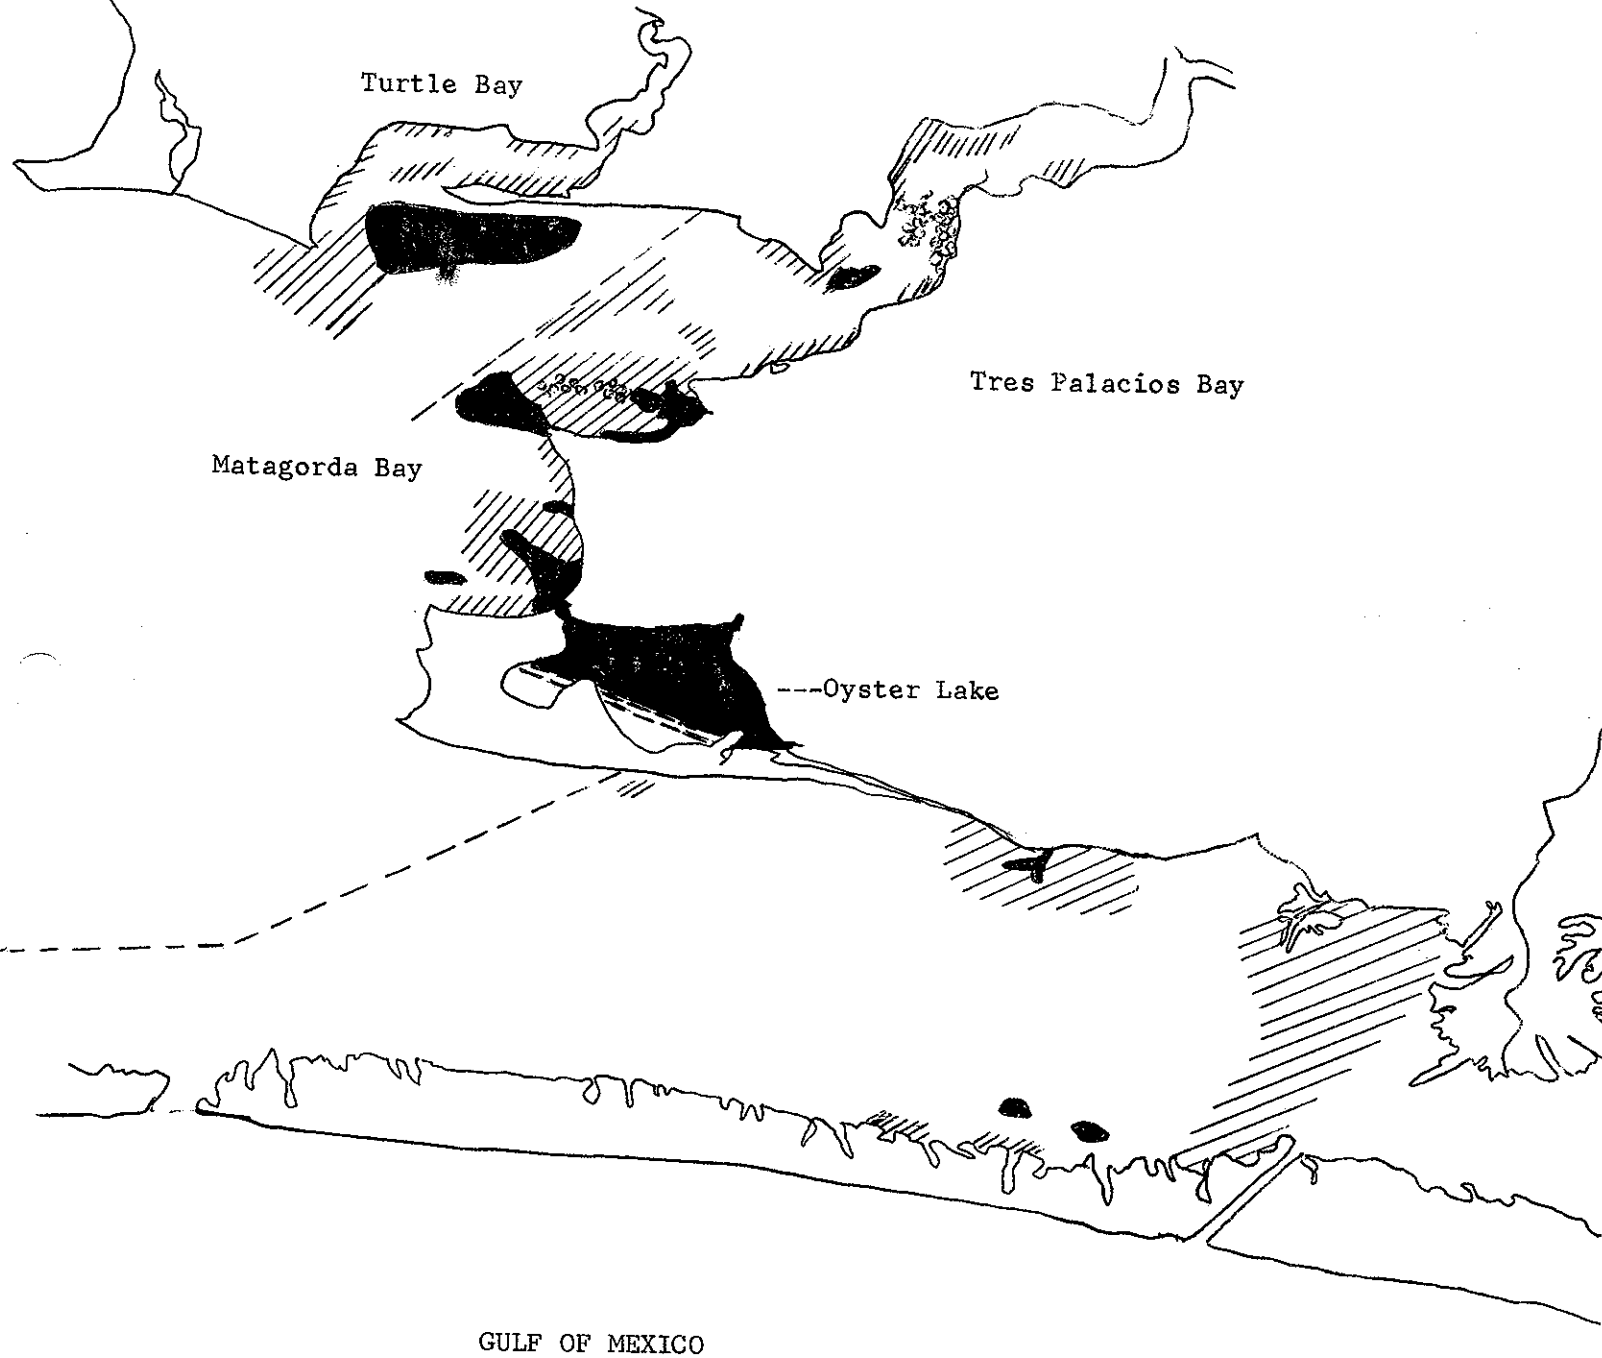 Turtle Bay
Tres Palacios Bay
Matagorda Bay
---Oyster Lake
GULF OF MEXICO